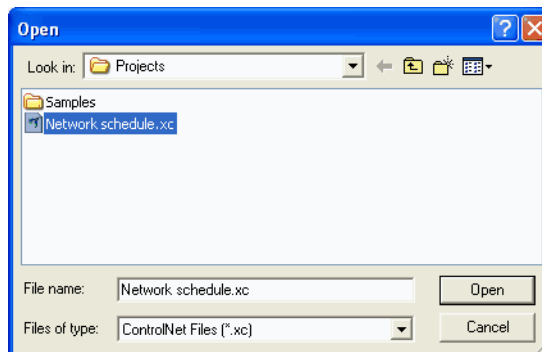 Open
Look in: Projects
Samples
Network schedule.xc
File name: Network schedule.xc Open
Files of type: ControlNet Files (*.xc) Cancel